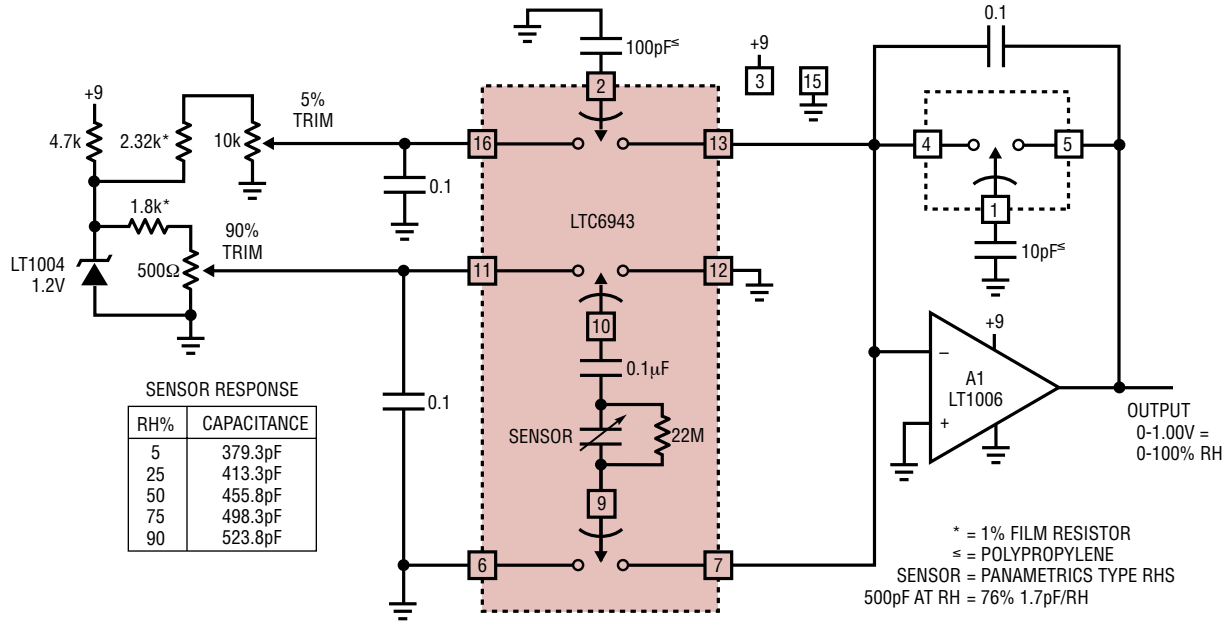 0.1
100pF≤
+9
3
15
2
+9
5%
TRIM
4.7k
2.32k*
10k
16
13
4
5
0.1
1
1.8k*
LTC6943
90%
TRIM
10pF≤
LT1004
1.2V
500Ω
11
12
10
+9
0.1µF
SENSOR RESPONSE
0.1
–
A1
LT1006
+
RH% CAPACITANCE
5 379.3pF
25 413.3pF
50 455.8pF
75 498.3pF
90 523.8pF
SENSOR
22M
OUTPUT
0-1.00V =
0-100% RH
9
6
7
* = 1% FILM RESISTOR
≤ = POLYPROPYLENE
SENSOR = PANAMETRICS TYPE RHS
500pF AT RH = 76% 1.7pF/RH